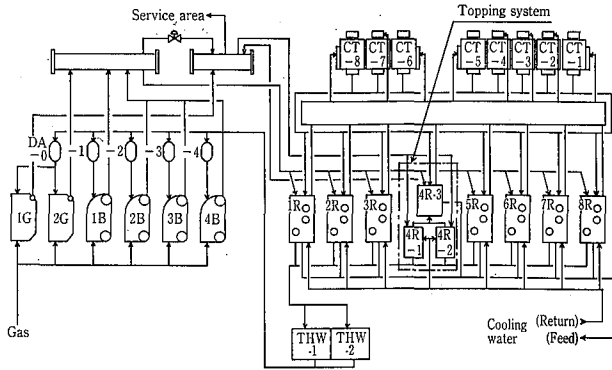 Service area
Topping system
CT
-8
CT
-7
CT
-6
CT
-5
CT
-4
CT
-3
CT
-2
CT
-1
DA
-0
-1
-2
-3
-4
1G
2G
1B
2B
3B
4B
1R
2R
3R
4R-3
4R
-1
4R
-2
5R
6R
7R
8R
Gas
THW
-1
THW
-2
Cooling
water
(Return)
(Feed)